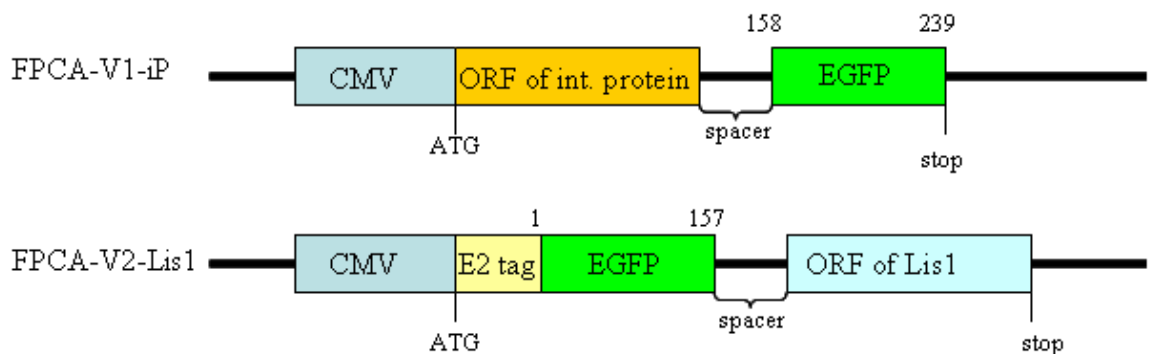 158 239
FPCA-V1-iP CMV ORF of int. protein EGFP
spacer
ATG stop
1 157
FPCA-V2-Lis1 CMV E2 tag EGFP ORF of Lis1
spacer
ATG stop